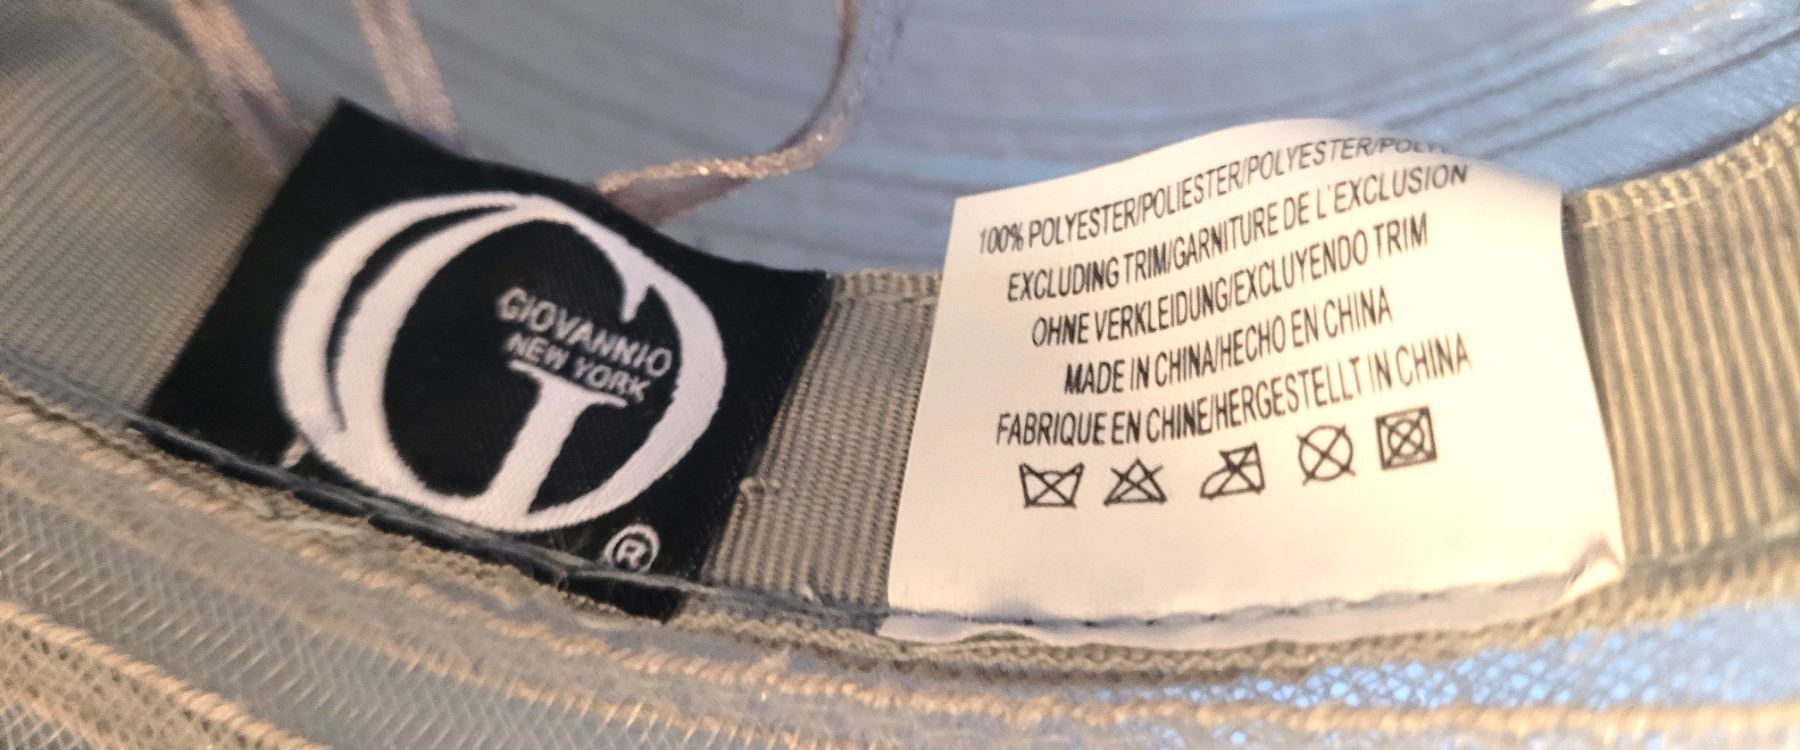 GIOVANNIO
NEW YORK
®
100% POLYESTER/POLIESTER/POLYESTER/
EXCLUDING TRIM/GARNITURE DE L'EXCLUSION
OHNE VERKLEIDUNG/EXCLUYENDO TRIM
MADE IN CHINA/HECHO EN CHINA
FABRIQUE EN CHINE/HERGESTELLT IN CHINA